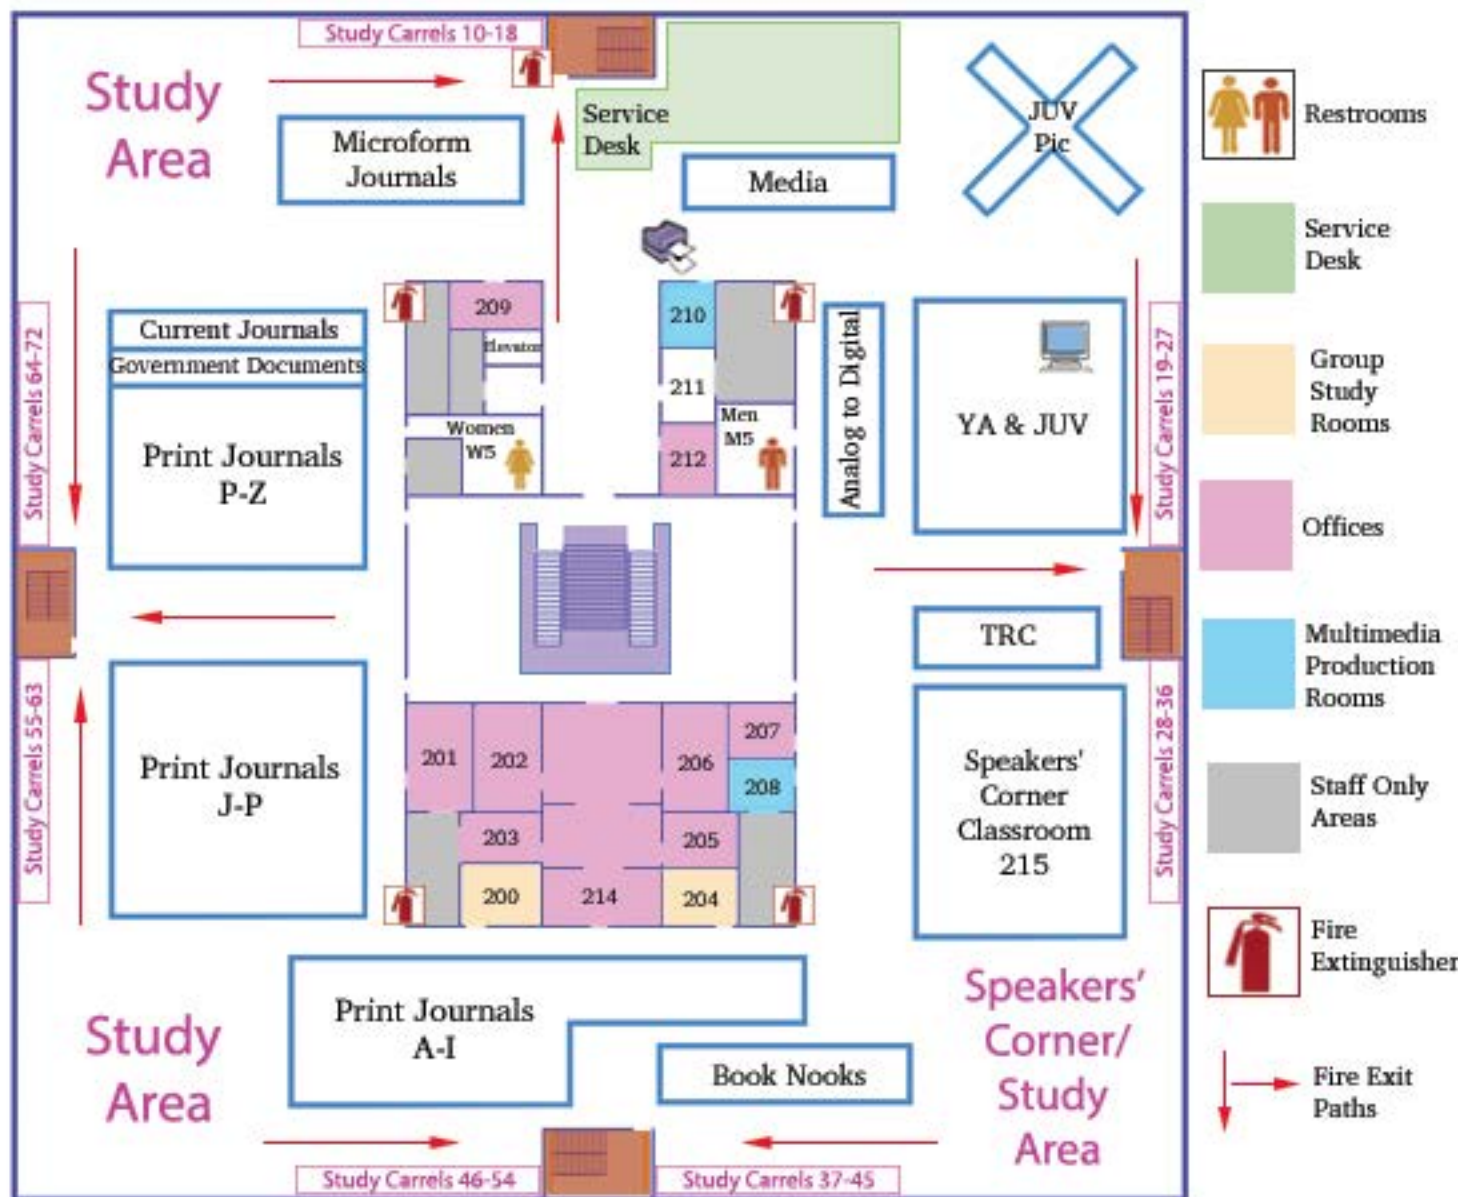 Study Carrels 10-18
Study
Area
Service
Desk
JUV
Pic
Microform
Journals
Media
Current Journals
Government Documents
Print Journals
P-Z
Study Carrels 64-72
209
Elevator
Women
W5
210
211
212
Men
M5
Analog to Digital
YA & JUV
Study Carrels 19-27
TRC
Study Carrels 55-63
Print Journals
J-P
201
202
203
200
214
206
207
208
205
204
Speakers'
Corner
Classroom
215
Study Carrels 28-36
Study
Area
Print Journals
A-I
Book Nooks
Speakers'
Corner/
Study
Area
Study Carrels 46-54
Study Carrels 37-45
Restrooms
Service
Desk
Group
Study
Rooms
Offices
Multimedia
Production
Rooms
Staff Only
Areas
Fire
Extinguisher
Fire Exit
Paths